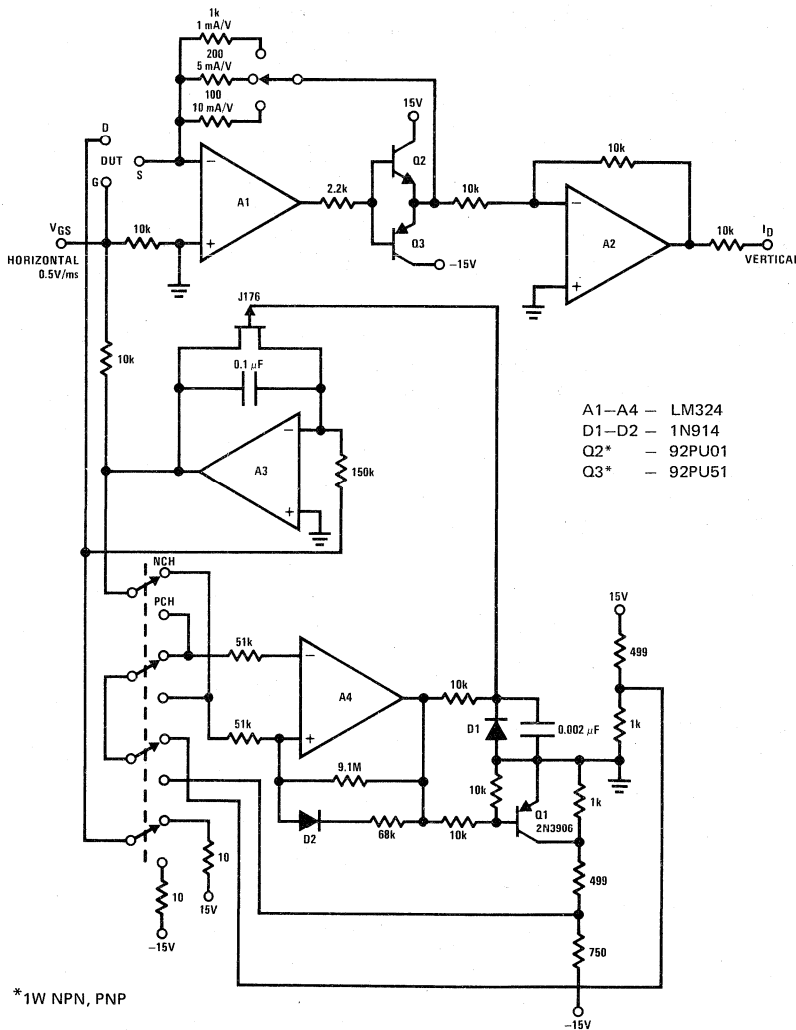 1k
1 mA/V
200
5 mA/V
100
10 mA/V
15V
D
DUT
S
G
A1
2.2k
Q2
Q3
–15V
10k
10k
A2
10k
ID
VERTICAL
VGS
HORIZONTAL
0.5V/ms
10k
J176
0.1 µF
10k
A3
150k
A1–A4 – LM324
D1–D2 – 1N914
Q2* – 92PU01
Q3* – 92PU51
NCH
PCH
15V
499
1k
51k
A4
10k
51k
D1
0.002 µF
9.1M
10k
1k
Q1
2N3906
D2
68k
10k
10
15V
10
–15V
499
750
–15V
*1W NPN, PNP